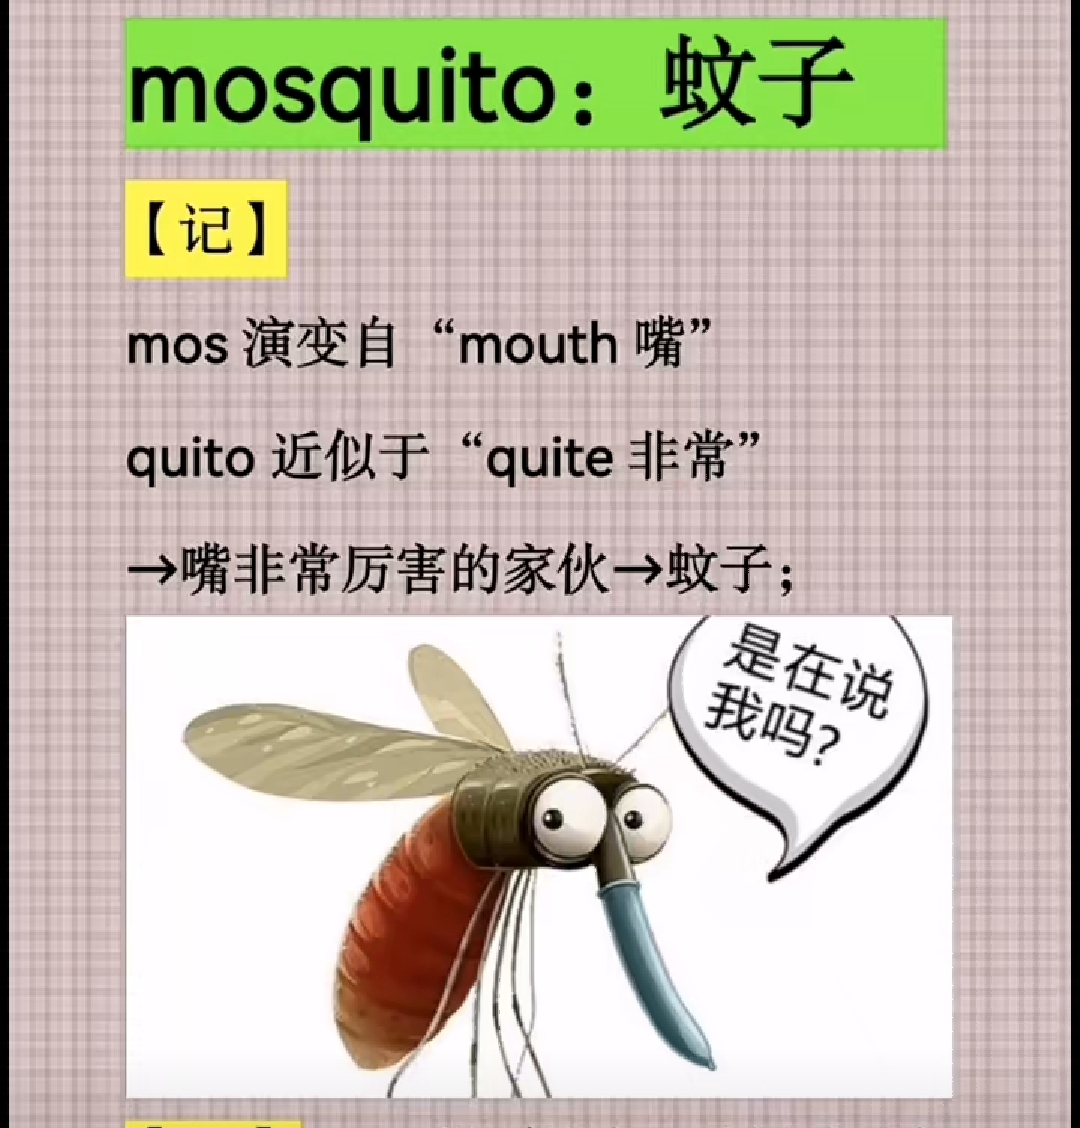 mosquito：蚊子
【记】
mos 演变自“mouth 嘴”
quito 近似于“quite 非常”
→嘴非常厉害的家伙→蚊子；
是在说
我吗?